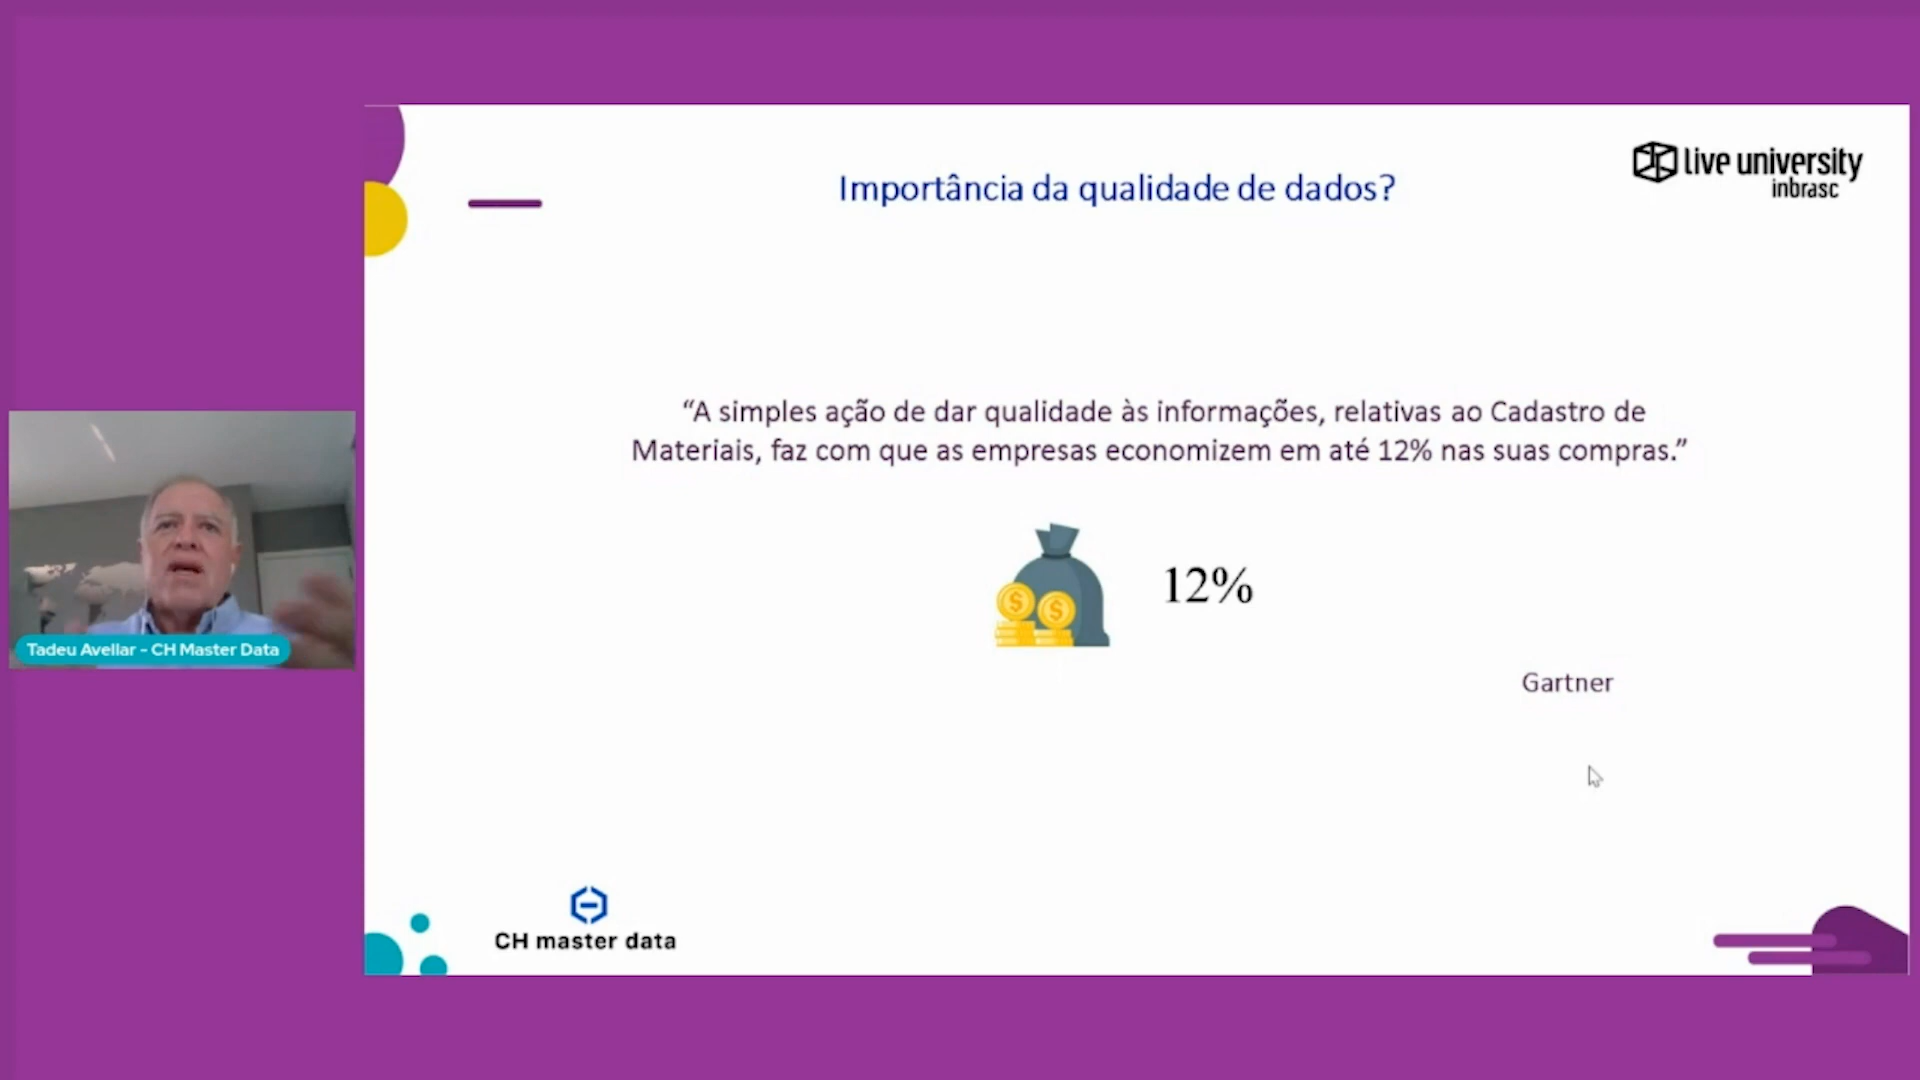 live university
inbrasc
Importância da qualidade de dados?
“A simples ação de dar qualidade às informações, relativas ao Cadastro de
Materiais, faz com que as empresas economizem em até 12% nas suas compras.”
$ $
12%
Gartner
Tadeu Avellar - CH Master Data
CH master data